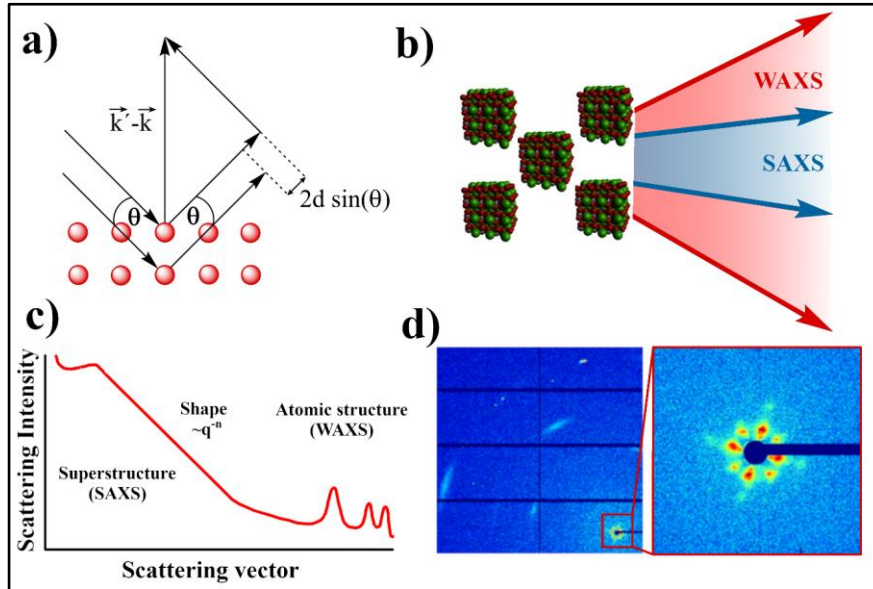 a)
k⃗´-k⃗
θ
θ
2d sin(θ)
b)
WAXS
SAXS
c)
Scattering Intensity
Shape
~q⁻ⁿ
Atomic structure
(WAXS)
Superstructure
(SAXS)
Scattering vector
d)